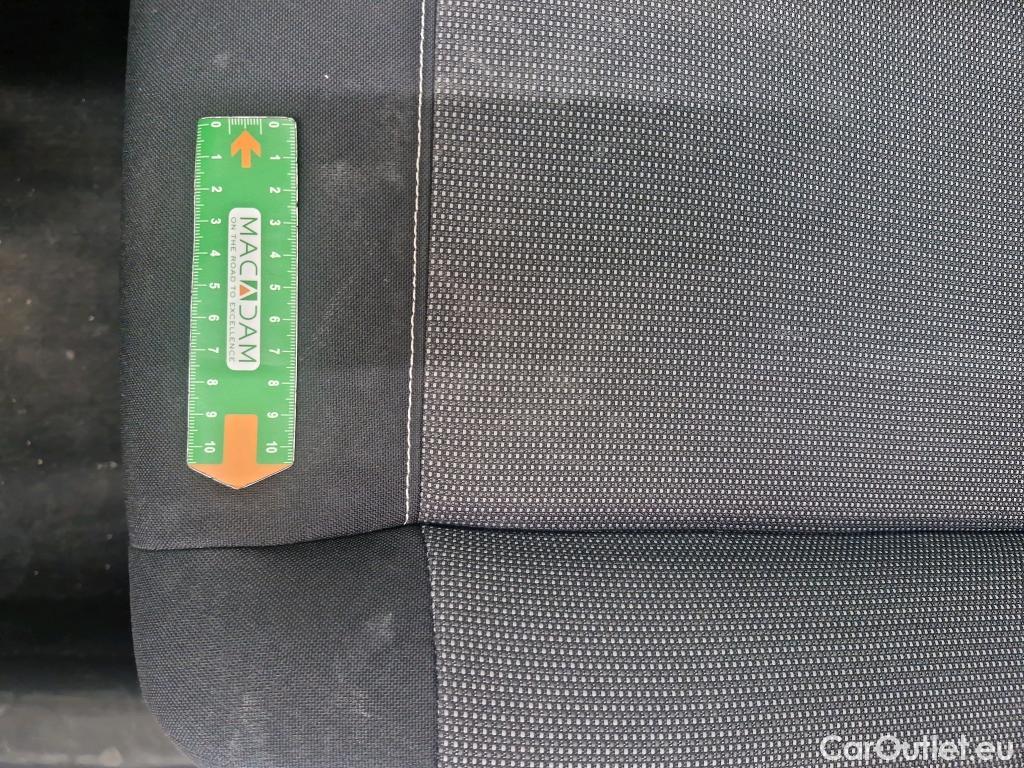 0 1 2 3 4 5 6 7 8 9 10
MACADAM
ON THE ROAD TO EXCELLENCE
0 1 2 3 4 5 6 7 8 9 10
CarOutlet.eu